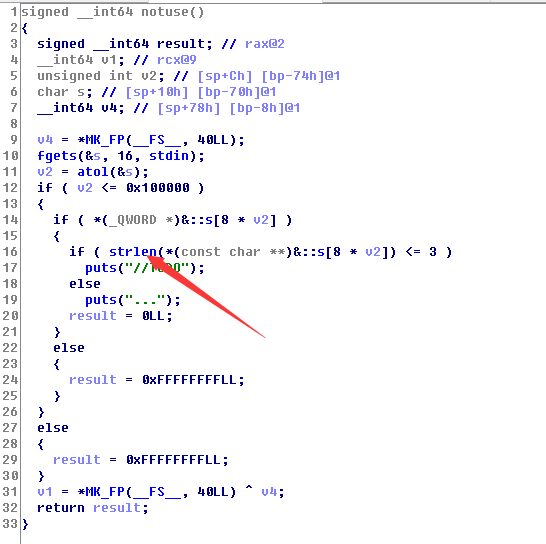 1 signed __int64 notuse()
2 {
3 signed __int64 result; // rax@2
4 __int64 v1; // rcx@9
5 unsigned int v2; // [sp+Ch] [bp-74h]@1
6 char s; // [sp+10h] [bp-70h]@1
7 __int64 v4; // [sp+78h] [bp-8h]@1
8
9 v4 = *MK_FP(__FS__, 40LL);
10 fgets(&s, 16, stdin);
11 v2 = atol(&s);
12 if ( v2 <= 0x100000 )
13 {
14 if ( *(_QWORD *)&::s[8 * v2] )
15 {
16 if ( strlen(*(const char **)&::s[8 * v2]) <= 3 )
17 puts("//TODO");
18 else
19 puts("...");
20 result = 0LL;
21 }
22 else
23 {
24 result = 0xFFFFFFFFLL;
25 }
26 }
27 else
28 {
29 result = 0xFFFFFFFFLL;
30 }
31 v1 = *MK_FP(__FS__, 40LL) ^ v4;
32 return result;
33 }